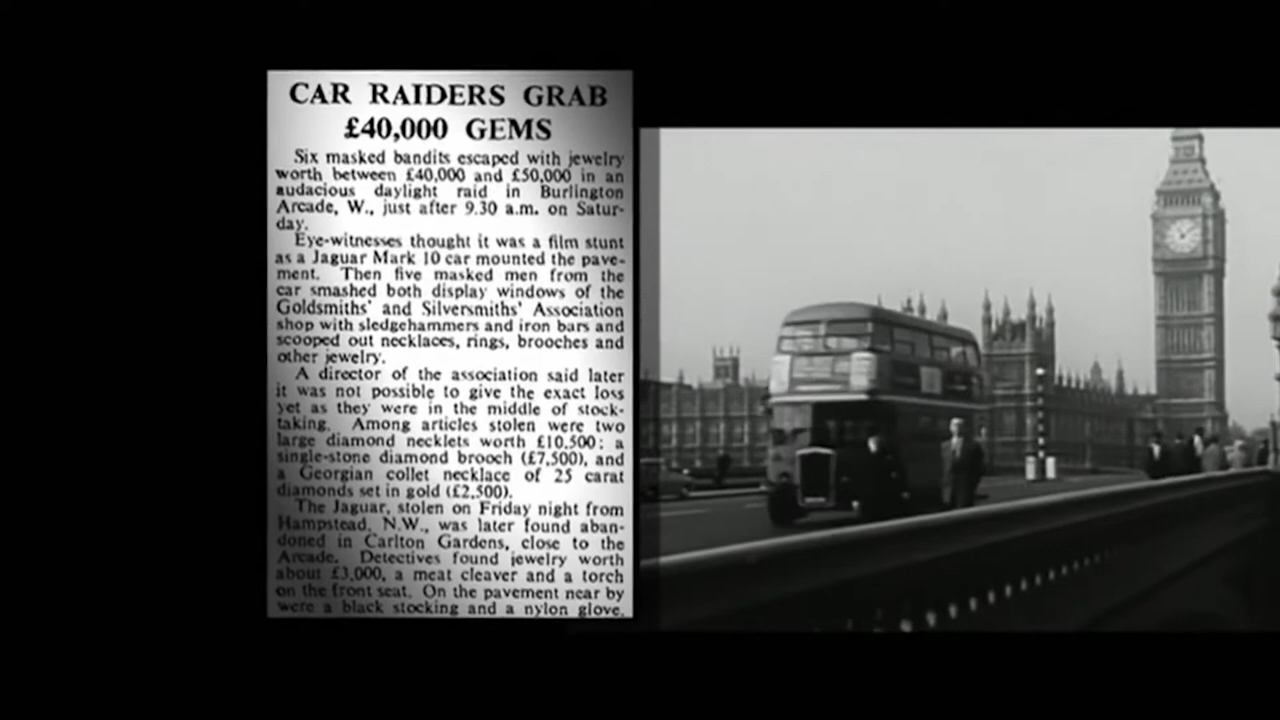 CAR RAIDERS GRAB
£40,000 GEMS
Six masked bandits escaped with jewelry
worth between £40,000 and £50,000 in an
audacious daylight raid in Burlington
Arcade, W., just after 9.30 a.m. on Satur-
day.
Eye-witnesses thought it was a film stunt
as a Jaguar Mark 10 car mounted the pave-
ment. Then five masked men from the
car smashed both display windows of the
Goldsmiths' and Silversmiths' Association
shop with sledgehammers and iron bars and
scooped out necklaces, rings, brooches and
other jewelry.
A director of the association said later
it was not possible to give the exact loss
yet as they were in the middle of stock-
taking. Among articles stolen were two
large diamond necklets worth £10,500; a
single-stone diamond brooch (£7,500), and
a Georgian collet necklace of 25 carat
diamonds set in gold (£2,500).
The Jaguar, stolen on Friday night from
Hampstead, N.W., was later found aban-
doned in Carlton Gardens, close to the
Arcade. Detectives found jewelry worth
about £3,000, a meat cleaver and a torch
on the front seat. On the pavement near by
were a black stocking and a nylon glove.